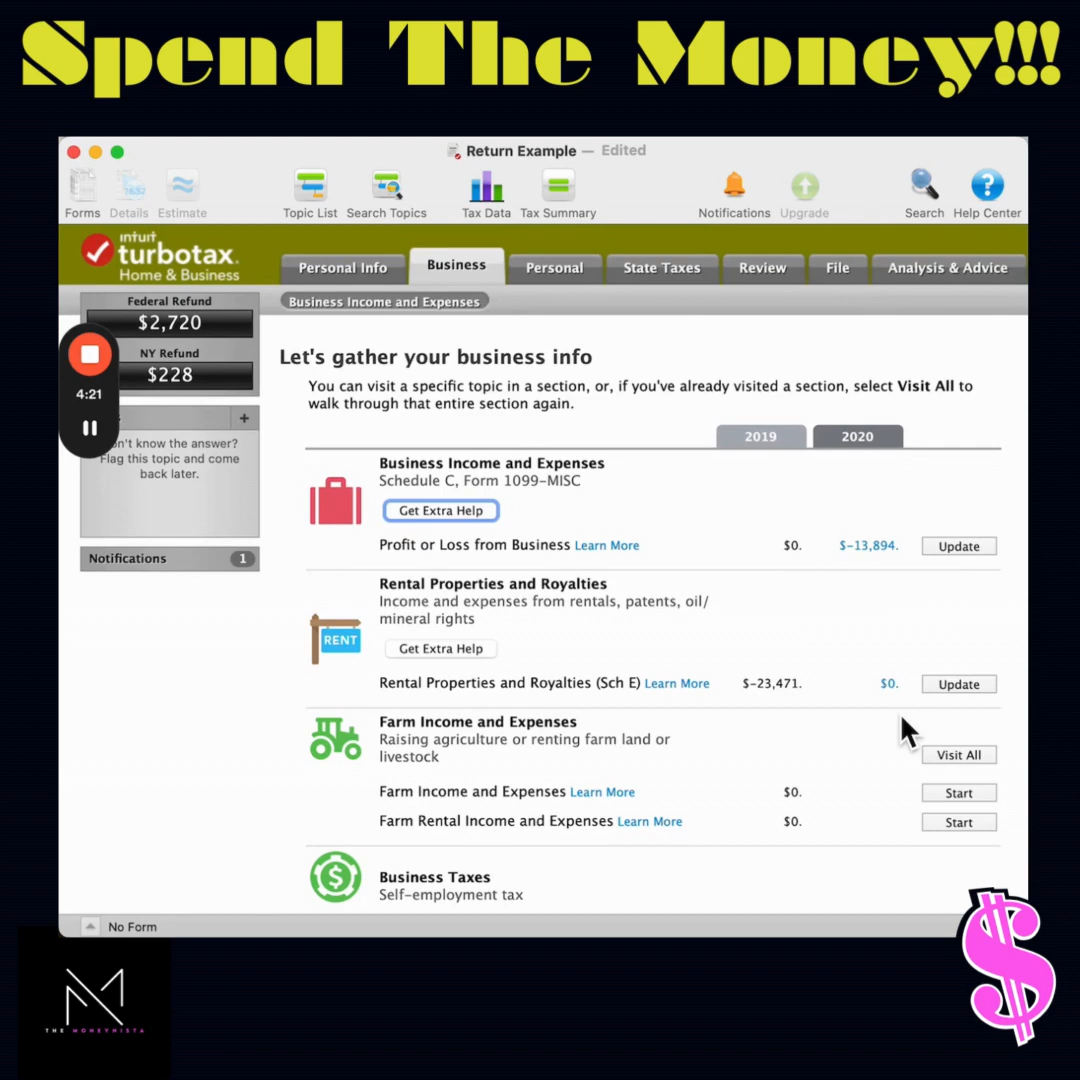 Spend The Money!!!
Return Example — Edited
Forms Details Estimate Topic List Search Topics Tax Data Tax Summary Notifications Upgrade Search Help Center
intuit
turbotax.
Home & Business
Personal Info Business Personal State Taxes Review File Analysis & Advice
Business Income and Expenses
Federal Refund
$2,720
NY Refund
$228
4:21
+
n't know the answer?
Flag this topic and come
back later.
Notifications 1
Let's gather your business info
You can visit a specific topic in a section, or, if you've already visited a section, select Visit All to
walk through that entire section again.
2019 2020
Business Income and Expenses
Schedule C, Form 1099-MISC
Get Extra Help
Profit or Loss from Business Learn More $0. $-13,894. Update
Rental Properties and Royalties
Income and expenses from rentals, patents, oil/
mineral rights
RENT
Get Extra Help
Rental Properties and Royalties (Sch E) Learn More $-23,471. $0. Update
Farm Income and Expenses
Raising agriculture or renting farm land or
livestock
Visit All
Farm Income and Expenses Learn More $0. Start
Farm Rental Income and Expenses Learn More $0. Start
Business Taxes
Self-employment tax
No Form
THE MONEYNISTA
$